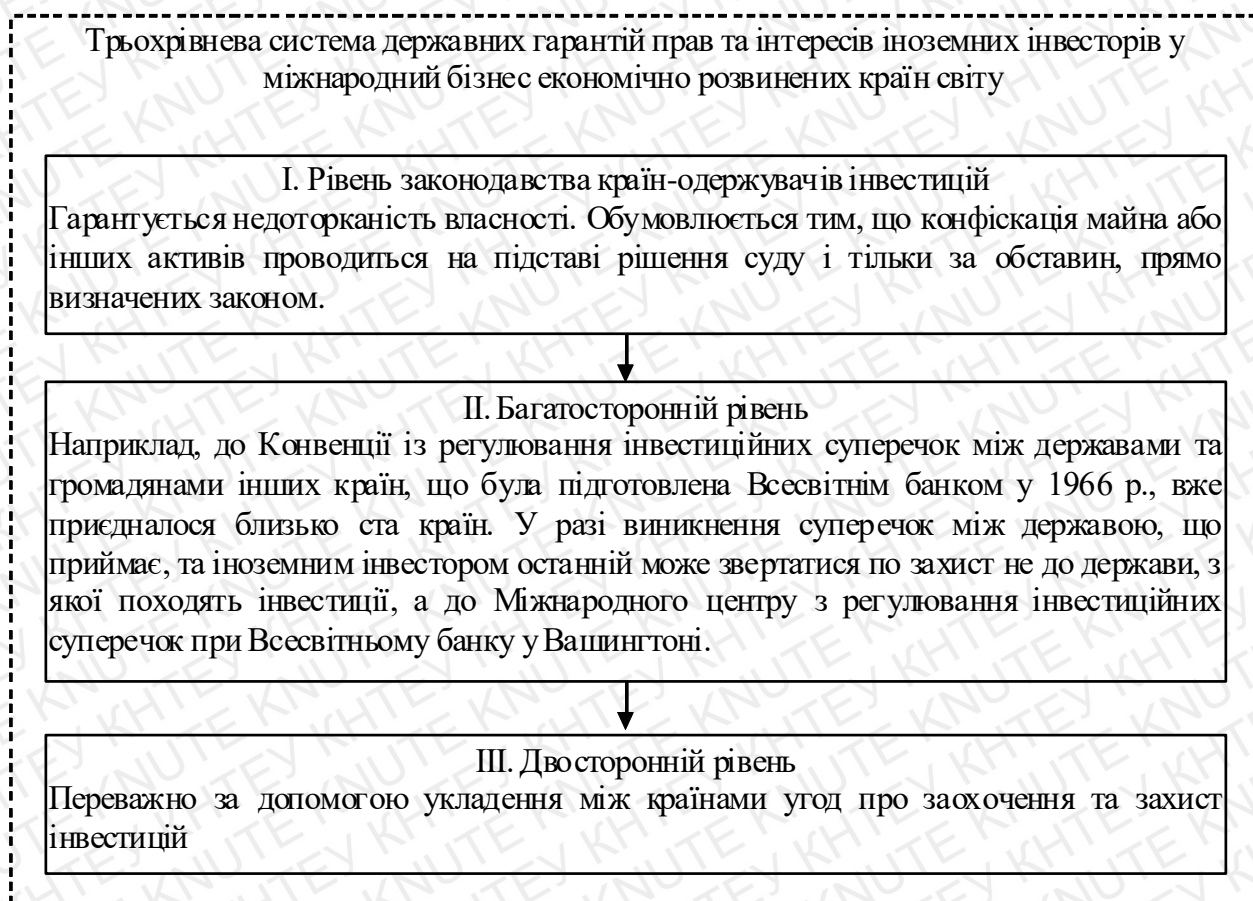 Трьохрівнева система державних гарантій прав та інтересів іноземних інвесторів у
міжнародний бізнес економічно розвинених країн світу
І. Рівень законодавства країн-одержувачів інвестицій
Гарантується недоторканість власності. Обумовлюється тим, що конфіскація майна або
інших активів проводиться на підставі рішення суду і тільки за обставин, прямо
визначених законом.
ІІ. Багатосторонній рівень
Наприклад, до Конвенції із регулювання інвестиційних суперечок між державами та
громадянами інших країн, що була підготовлена Всесвітнім банком у 1966 р., вже
приєдналося близько ста країн. У разі виникнення суперечок між державою, що
приймає, та іноземним інвестором останній може звертатися по захист не до держави, з
якої походять інвестиції, а до Міжнародного центру з регулювання інвестиційних
суперечок при Всесвітньому банку у Вашингтоні.
ІІІ. Двосторонній рівень
Переважно за допомогою укладення між країнами угод про заохочення та захист
інвестицій